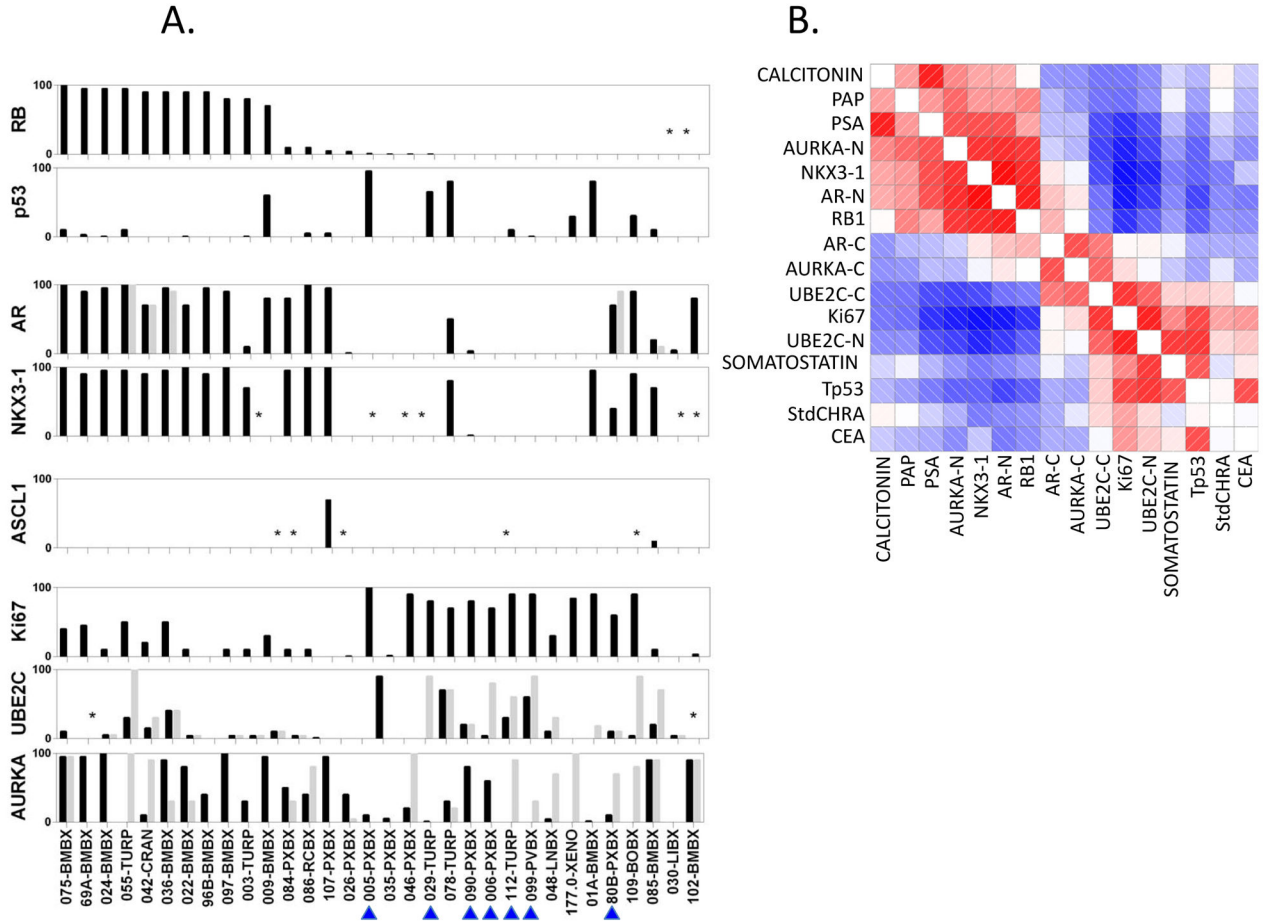 A.
B.
RB
100
0
p53
100
0
AR
100
0
NKX3-1
100
0
ASCL1
100
0
Ki67
100
0
UBE2C
100
0
AURKA
100
0
* *
* * * * * *
* * * * *
* *
075-BMBX
69A-BMBX
024-BMBX
055-TURP
042-CRAN
036-BMBX
022-BMBX
96B-BMBX
097-BMBX
003-TURP
009-BMBX
084-PXBX
086-RCBX
107-PXBX
026-PXBX
005-PXBX
035-PXBX
046-PXBX
029-TURP
078-TURP
090-PXBX
006-PXBX
112-TURP
099-PVBX
048-LNBX
177.0-XENO
01A-BMBX
80B-PXBX
109-BOBX
085-BMBX
030-LIBX
102-BMBX
CALCITONIN
PAP
PSA
AURKA-N
NKX3-1
AR-N
RB1
AR-C
AURKA-C
UBE2C-C
Ki67
UBE2C-N
SOMATOSTATIN
Tp53
StdCHRA
CEA
CALCITONIN
PAP
PSA
AURKA-N
NKX3-1
AR-N
RB1
AR-C
AURKA-C
UBE2C-C
Ki67
UBE2C-N
SOMATOSTATIN
Tp53
StdCHRA
CEA